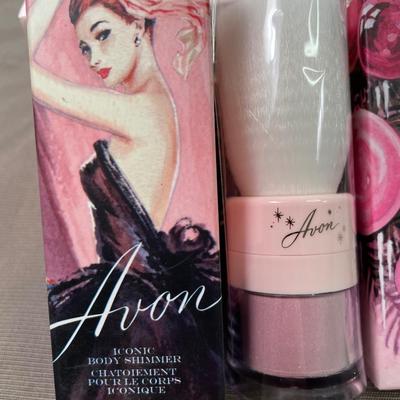 Avon
ICONIC
BODY SHIMMER
CHATOIEMENT
POUR LE CORPS
ICONIQUE
Avon